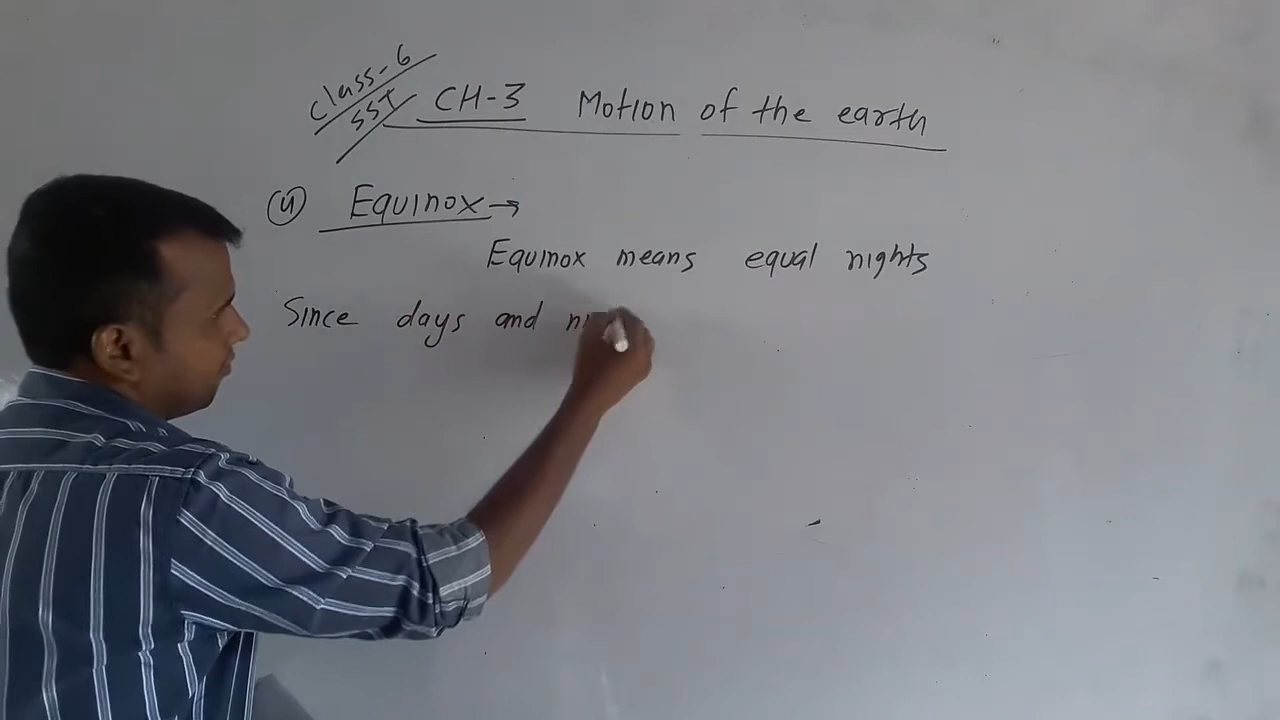 Class-6
SST
CH-3 Motion of the earth
4 Equinox→
Equinox means equal nights
Since days and